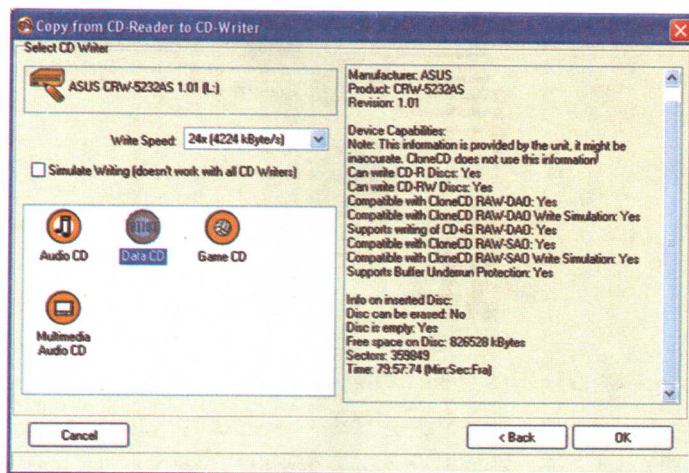 Copy from CD-Reader to CD-Writer
Select CD Writer
ASUS CRW-5232AS 1.01 (L:)
Write Speed: 24x (4224 kByte/s)
Simulate Writing (doesn't work with all CD Writers)
Audio CD
Data CD
Game CD
Multimedia
Audio CD
Manufacturer: ASUS
Product: CRW-5232AS
Revision: 1.01
Device Capabilities:
Note: This information is provided by the unit, it might be
inaccurate. CloneCD does not use this information!
Can write CD-R Discs: Yes
Can write CD-RW Discs: Yes
Compatible with CloneCD RAW-DAO: Yes
Compatible with CloneCD RAW-DAO Write Simulation: Yes
Supports writing of CD+G RAW-DAO: Yes
Compatible with CloneCD RAW-SAO: Yes
Compatible with CloneCD RAW-SAO Write Simulation: Yes
Supports Buffer Underrun Protection: Yes
Info on inserted Disc:
Disc can be erased: No
Disc is empty: Yes
Free space on Disc: 826528 kBytes
Sectors: 359849
Time: 79:57:74 (Min:Sec:Fra)
Cancel
< Back
OK